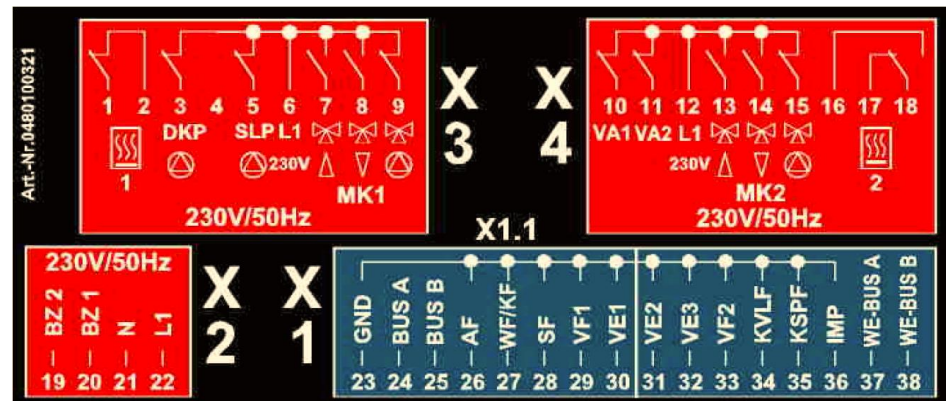 Art.-Nr.0480100321
1 2 3 4 5 6 7 8 9
DKP SLP L1
230V
1
MK1
230V/50Hz
X
3
X
4
10 11 12 13 14 15 16 17 18
VA1 VA2 L1
230V
2
MK2
230V/50Hz
X1.1
230V/50Hz
BZ 2
BZ 1
N
L1
19 20 21 22
X
2
X
1
GND
BUS A
BUS B
AF
WF/KF
SF
VF1
VE1
VE2
VE3
VF2
KVLF
KSPF
IMP
WE-BUS A
WE-BUS B
23 24 25 26 27 28 29 30 31 32 33 34 35 36 37 38